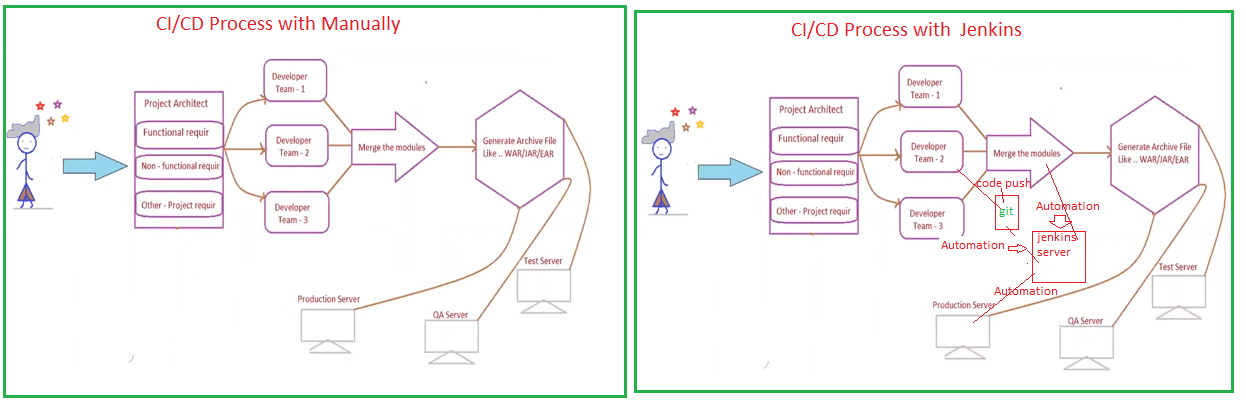 CI/CD Process with Manually
Project Architect
Functional requir
Non - functional requir
Other - Project requir
Developer
Team - 1
Developer
Team - 2
Developer
Team - 3
Merge the modules
Generate Archive File
Like .. WAR/JAR/EAR
Test Server
Production Server
QA Server
CI/CD Process with Jenkins
Project Architect
Functional requir
Non - functional requir
Other - Project requir
Developer
Team - 1
Developer
Team - 2
Developer
Team - 3
Merge the modules
Generate Archive File
Like .. WAR/JAR/EAR
code push
git
Automation
jenkins
server
Automation
Automation
Test Server
Production Server
QA Server